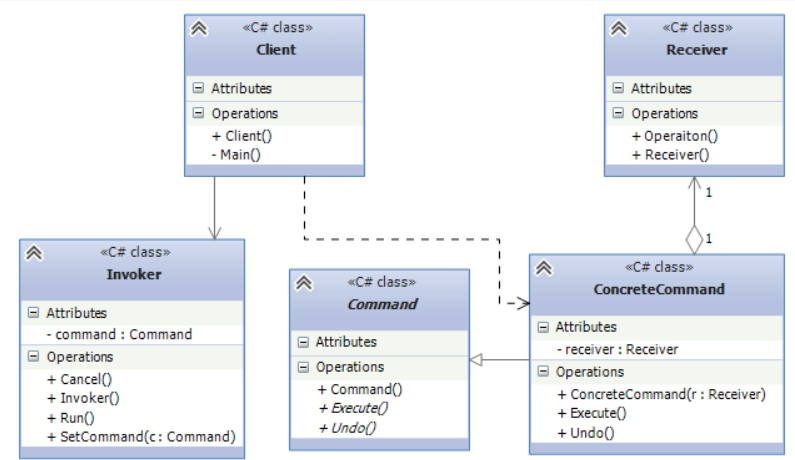 «C# class»
Client
Attributes
Operations
+ Client()
- Main()
«C# class»
Receiver
Attributes
Operations
+ Operaiton()
+ Receiver()
1
1
«C# class»
Invoker
Attributes
- command : Command
Operations
+ Cancel()
+ Invoker()
+ Run()
+ SetCommand(c : Command)
«C# class»
Command
Attributes
Operations
+ Command()
+ Execute()
+ Undo()
«C# class»
ConcreteCommand
Attributes
- receiver : Receiver
Operations
+ ConcreteCommand(r : Receiver)
+ Execute()
+ Undo()